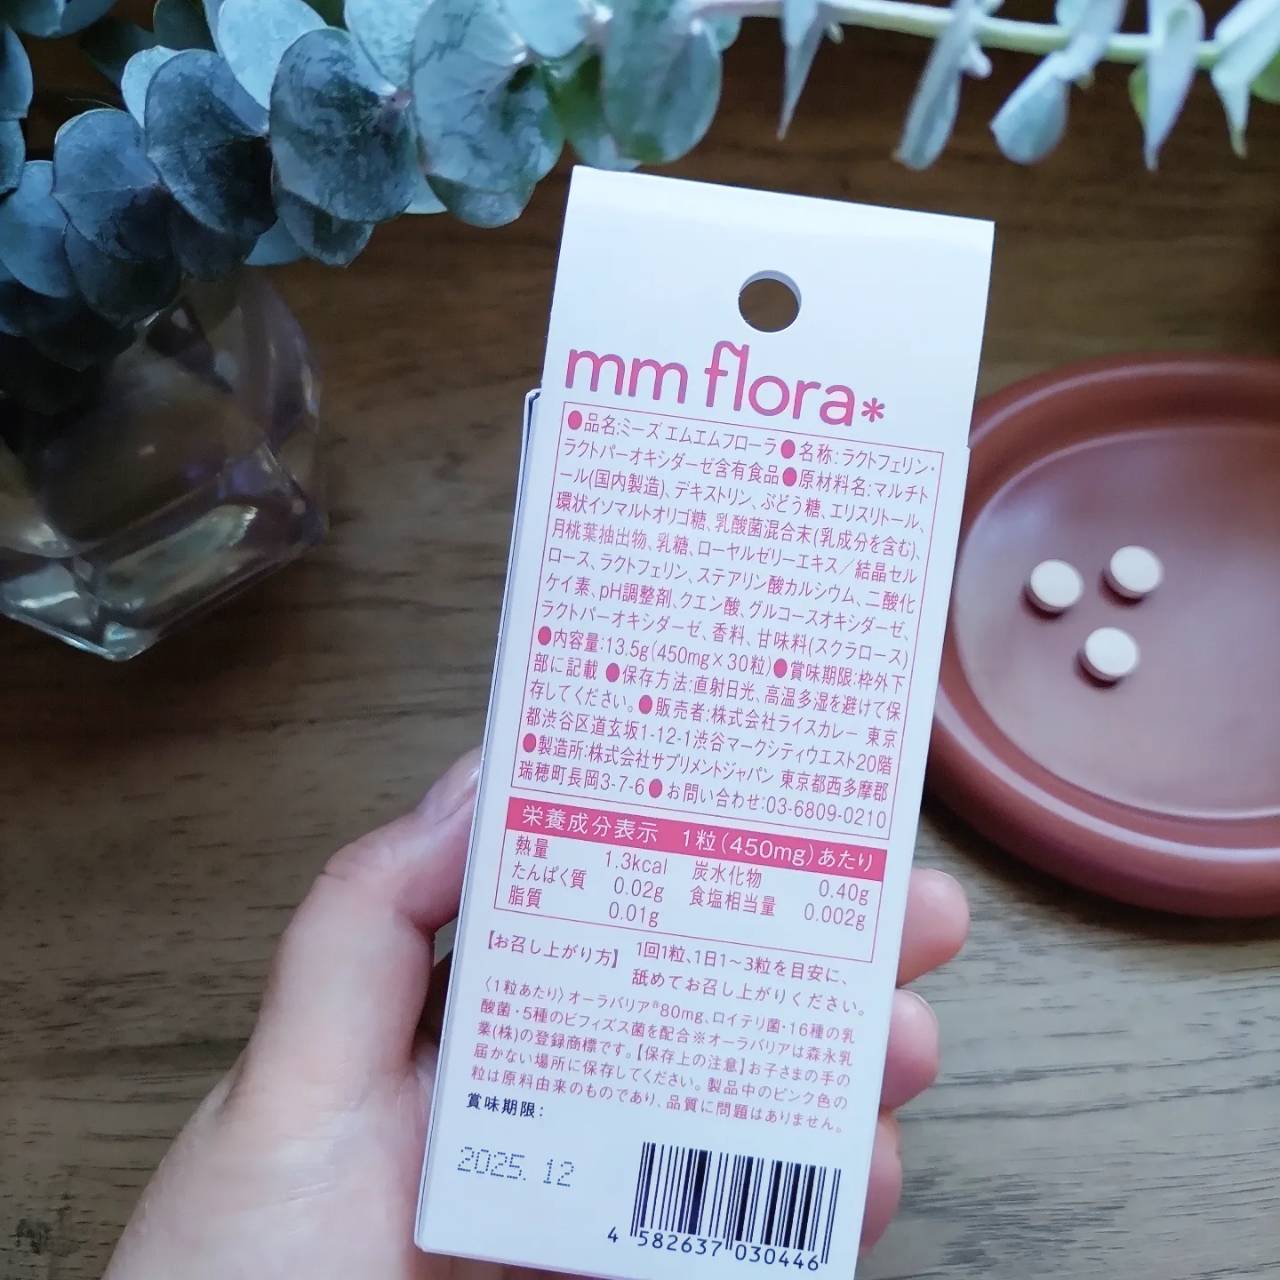 mm flora*
●品名:ミーズ エムエムフローラ●名称:ラクトフェリン・
ラクトパーオキシダーゼ含有食品●原材料名:マルチト
ール(国内製造)、デキストリン、ぶどう糖、エリスリトール、
環状イソマルトオリゴ糖、乳酸菌混合末(乳成分を含む)、
月桃葉抽出物、乳糖、ローヤルゼリーエキス／結晶セル
ロース、ラクトフェリン、ステアリン酸カルシウム、二酸化
ケイ素、pH調整剤、クエン酸、グルコースオキシダーゼ、
ラクトパーオキシダーゼ、香料、甘味料(スクラロース)
●内容量:13.5g(450mg×30粒)●賞味期限:枠外下
部に記載 ●保存方法:直射日光、高温多湿を避けて保
存してください。●販売者:株式会社ライスカレー 東京
都渋谷区道玄坂1-12-1渋谷マークシティウエスト20階
●製造所:株式会社サプリメントジャパン 東京都西多摩郡
瑞穂町長岡3-7-6●お問い合わせ:03-6809-0210
栄養成分表示 1粒(450mg)あたり
熱量 1.3kcal 炭水化物 0.40g
たんぱく質 0.02g 食塩相当量 0.002g
脂質 0.01g
【お召し上がり方】 1回1粒、1日1～3粒を目安に、
舐めてお召し上がりください。
〈1粒あたり〉オーラバリア®80mg、ロイテリ菌・16種の乳
酸菌・5種のビフィズス菌を配合※オーラバリアは森永乳
業(株)の登録商標です。【保存上の注意】お子さまの手の
届かない場所に保存してください。製品中のピンク色の
粒は原料由来のものであり、品質に問題はありません。
賞味期限:
2025.12
4 582637 030446